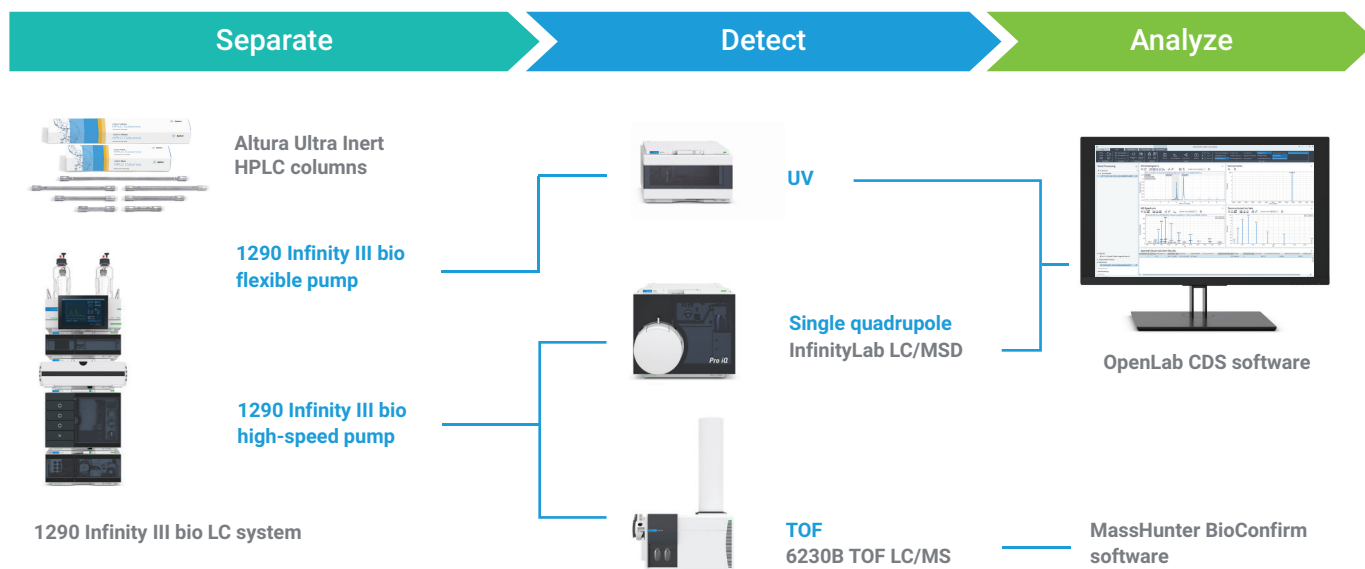 Separate
Detect
Analyze
Altura Ultra Inert
HPLC columns
1290 Infinity III bio
flexible pump
1290 Infinity III bio
high-speed pump
1290 Infinity III bio LC system
UV
Pro iQ
Single quadrupole
InfinityLab LC/MSD
TOF
6230B TOF LC/MS
OpenLab CDS software
MassHunter BioConfirm
software